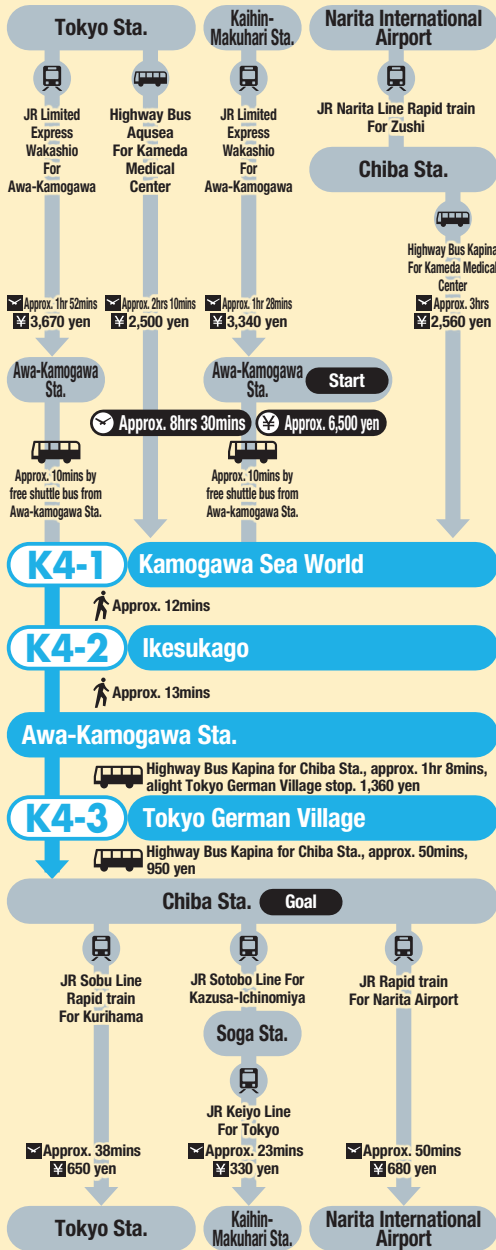 Tokyo Sta.
JR Limited
Express
Wakashio
For
Awa-Kamogawa
Highway Bus
Aqusea
For Kameda
Medical
Center
Kaihin-
Makuhari Sta.
JR Limited
Express
Wakashio
For
Awa-Kamogawa
Narita International
Airport
JR Narita Line Rapid train
For Zushi
Chiba Sta.
Highway Bus Kapina
For Kameda Medical
Center
Approx. 1hr 52mins
¥ 3,670 yen
Approx. 2hrs 10mins
¥ 2,500 yen
Approx. 1hr 28mins
¥ 3,340 yen
Approx. 3hrs
¥ 2,560 yen
Awa-Kamogawa
Sta.
Awa-Kamogawa
Sta.
Start
Approx. 8hrs 30mins
¥ Approx. 6,500 yen
Approx. 10mins by
free shuttle bus from
Awa-kamogawa Sta.
Approx. 10mins by
free shuttle bus from
Awa-kamogawa Sta.
K4-1 Kamogawa Sea World
Approx. 12mins
K4-2 Ikesukago
Approx. 13mins
Awa-Kamogawa Sta.
Highway Bus Kapina for Chiba Sta., approx. 1hr 8mins,
alight Tokyo German Village stop. 1,360 yen
K4-3 Tokyo German Village
Highway Bus Kapina for Chiba Sta., approx. 50mins,
950 yen
Chiba Sta. Goal
JR Sobu Line
Rapid train
For Kurihama
Approx. 38mins
¥ 650 yen
JR Sotobo Line For
Kazusa-Ichinomiya
Soga Sta.
JR Keiyo Line
For Tokyo
Approx. 23mins
¥ 330 yen
JR Rapid train
For Narita Airport
Approx. 50mins
¥ 680 yen
Tokyo Sta.
Kaihin-
Makuhari Sta.
Narita International
Airport